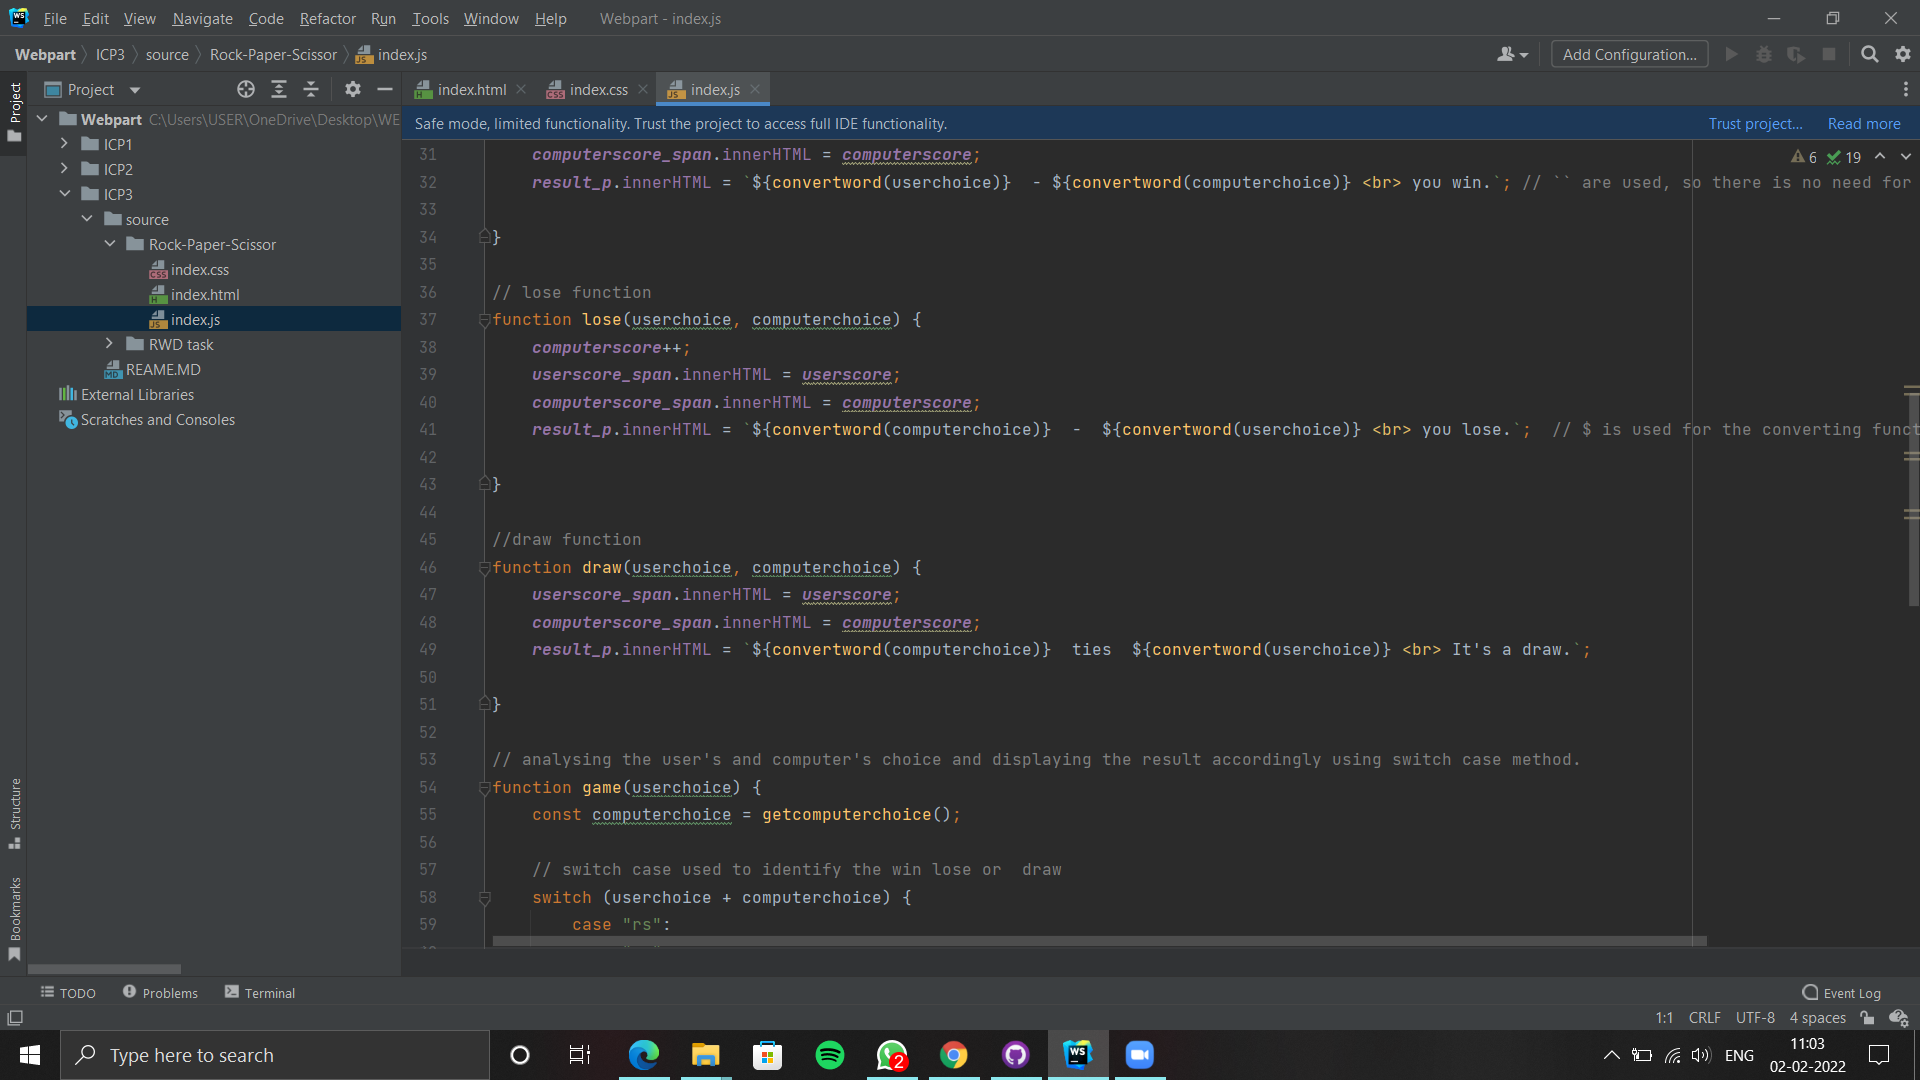 File Edit View Navigate Code Refactor Run Tools Window Help Webpart - index.js
Webpart ICP3 source Rock-Paper-Scissor index.js Add Configuration...
Project Project index.html index.css index.js
Webpart C:\Users\USER\OneDrive\Desktop\WE
ICP1
ICP2
ICP3
source
Rock-Paper-Scissor
index.css
index.html
index.js
RWD task
REAME.MD
External Libraries
Scratches and Consoles
Structure
Bookmarks
Safe mode, limited functionality. Trust the project to access full IDE functionality. Trust project... Read more
6 19
31 computerscore_span.innerHTML = computerscore;
32 result_p.innerHTML = `${convertword(userchoice)}  - ${convertword(computerchoice)} <br> you win.`; // `` are used, so there is no need for
33
34 }
35
36 // lose function
37 function lose(userchoice, computerchoice) {
38 computerscore++;
39 userscore_span.innerHTML = userscore;
40 computerscore_span.innerHTML = computerscore;
41 result_p.innerHTML = `${convertword(computerchoice)}  -  ${convertword(userchoice)} <br> you lose.`;  // $ is used for the converting funct
42
43 }
44
45 //draw function
46 function draw(userchoice, computerchoice) {
47 userscore_span.innerHTML = userscore;
48 computerscore_span.innerHTML = computerscore;
49 result_p.innerHTML = `${convertword(computerchoice)}  ties  ${convertword(userchoice)} <br> It's a draw.`;
50
51 }
52
53 // analysing the user's and computer's choice and displaying the result accordingly using switch case method.
54 function game(userchoice) {
55 const computerchoice = getcomputerchoice();
56
57 // switch case used to identify the win lose or  draw
58 switch (userchoice + computerchoice) {
59 case "rs":
TODO Problems Terminal Event Log
1:1 CRLF UTF-8 4 spaces
Type here to search 2 WS ENG 11:03
02-02-2022